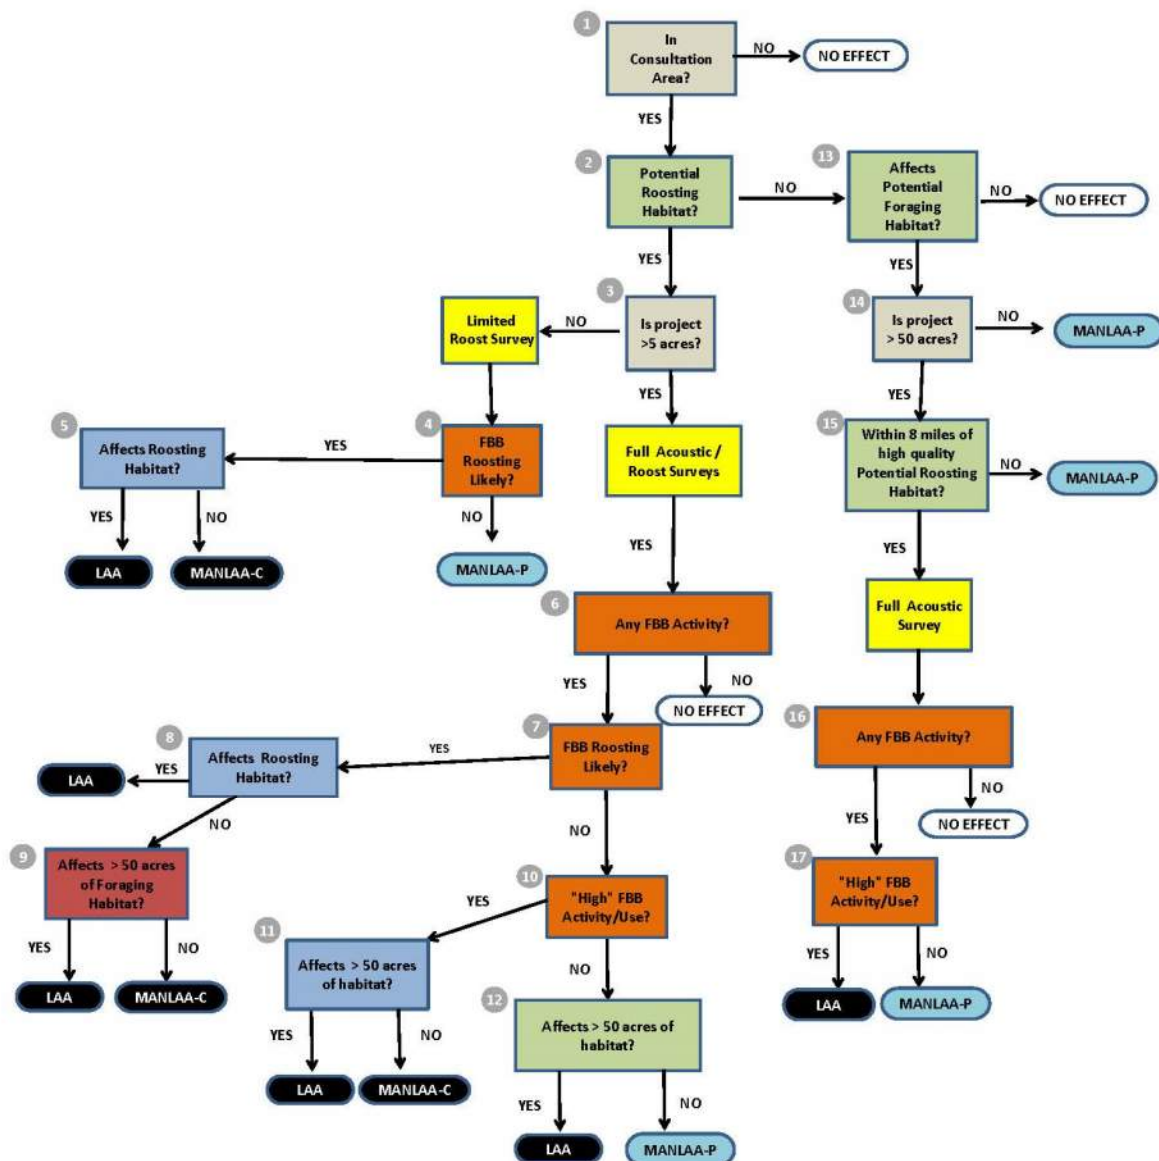 1
In
Consultation
Area?
NO
NO EFFECT
YES
2
Potential
Roosting
Habitat?
NO
13
Affects
Potential
Foraging
Habitat?
NO
NO EFFECT
YES
YES
3
Is project
>5 acres?
NO
Limited
Roost Survey
14
Is project
> 50 acres?
NO
MANLAA-P
YES
YES
4
FBB
Roosting
Likely?
YES
5
Affects Roosting
Habitat?
YES
NO
LAA
MANLAA-C
NO
MANLAA-P
Full Acoustic /
Roost Surveys
YES
15
Within 8 miles of
high quality
Potential Roosting
Habitat?
NO
MANLAA-P
YES
Full Acoustic
Survey
6
Any FBB Activity?
YES
NO
NO EFFECT
7
FBB Roosting
Likely?
YES
8
Affects Roosting
Habitat?
YES
LAA
NO
9
Affects > 50 acres
of Foraging
Habitat?
YES
NO
LAA
MANLAA-C
NO
10
"High" FBB
Activity/Use?
YES
11
Affects > 50 acres
of habitat?
YES
NO
LAA
MANLAA-C
NO
12
Affects > 50 acres of
habitat?
YES
NO
LAA
MANLAA-P
16
Any FBB Activity?
YES
NO
NO EFFECT
17
"High" FBB
Activity/Use?
YES
NO
LAA
MANLAA-P